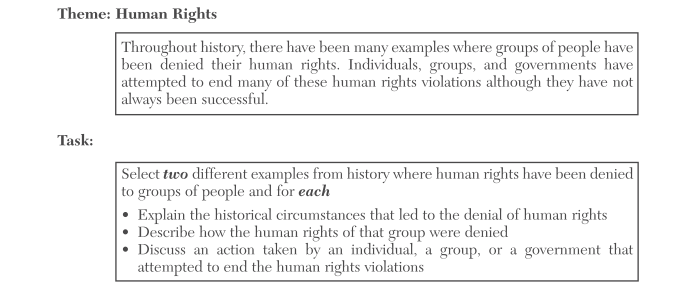 Theme: Human Rights
Throughout history, there have been many examples where groups of people have
been denied their human rights. Individuals, groups, and governments have
attempted to end many of these human rights violations although they have not
always been successful.
Task:
Select two different examples from history where human rights have been denied
to groups of people and for each
• Explain the historical circumstances that led to the denial of human rights
• Describe how the human rights of that group were denied
• Discuss an action taken by an individual, a group, or a government that
attempted to end the human rights violations